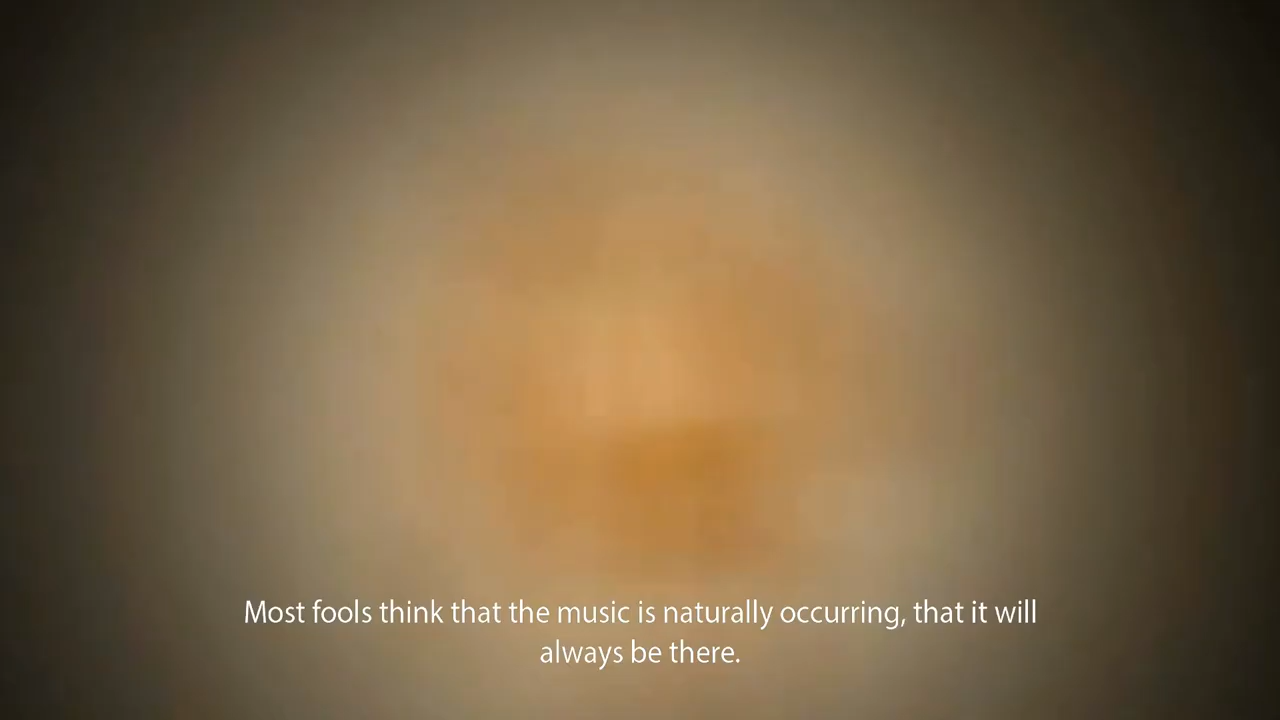 Most fools think that the music is naturally occurring, that it will
always be there.